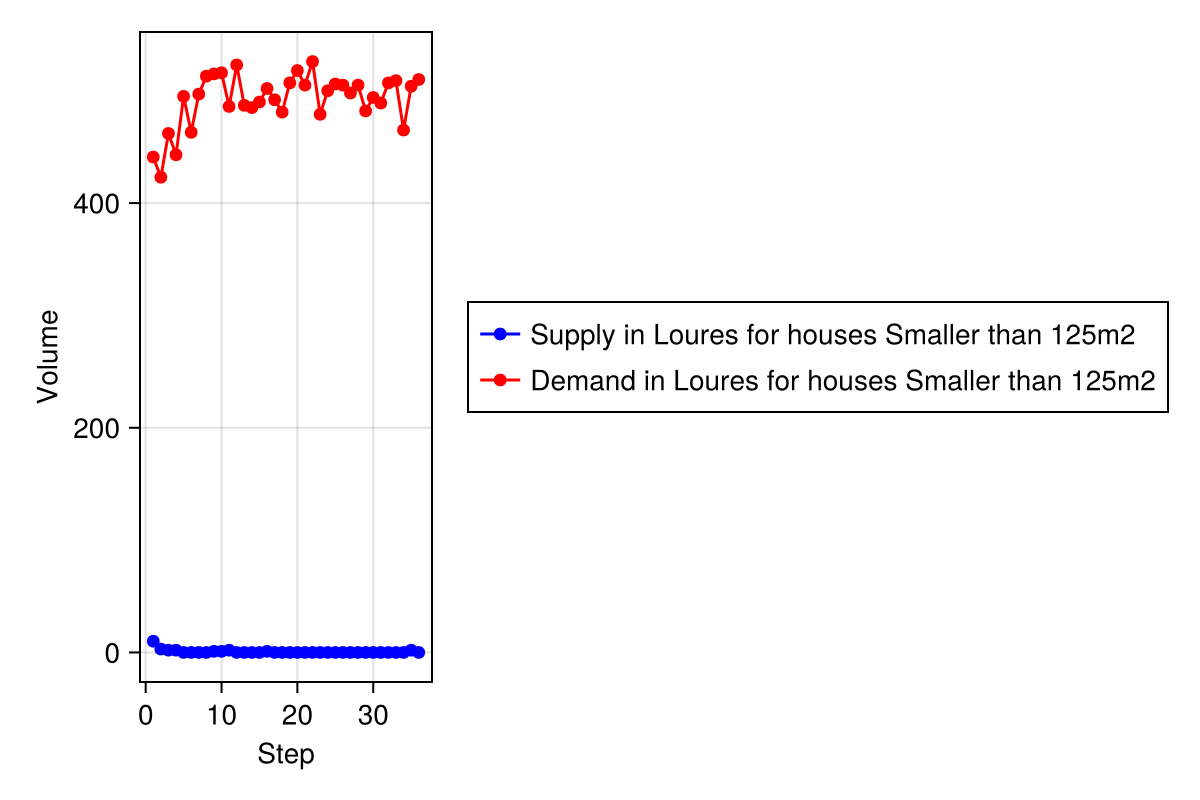 400
200
0
0 10 20 30
Volume
Step
Supply in Loures for houses Smaller than 125m2
Demand in Loures for houses Smaller than 125m2